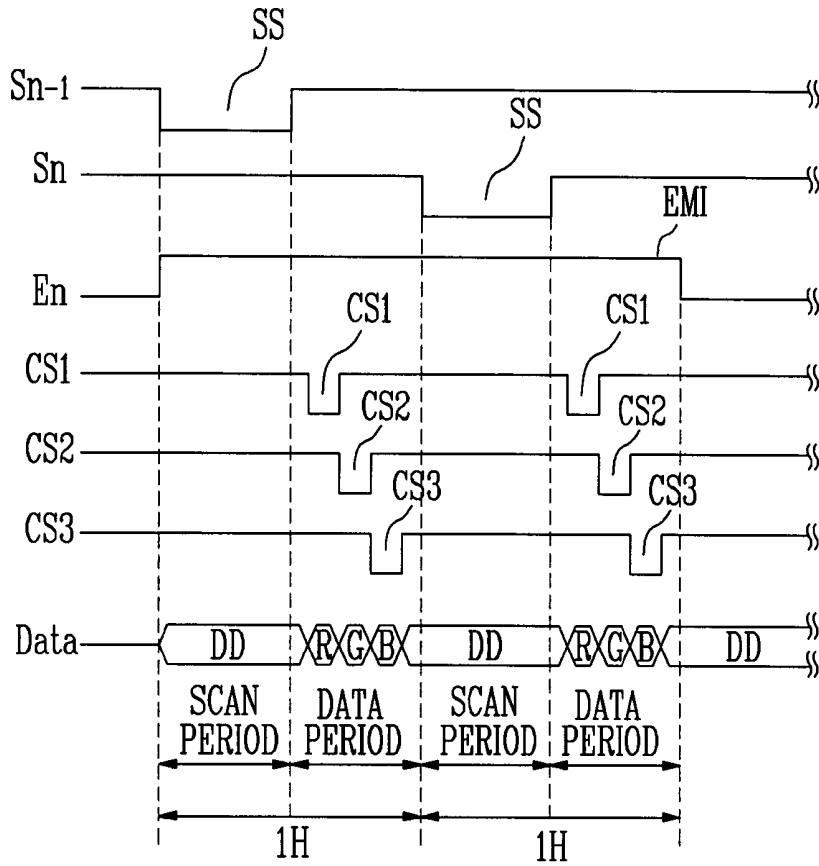 SS
Sn-1
SS
Sn
EMI
En
CS1 CS1
CS1
CS2 CS2
CS2
CS3 CS3
CS3
Data DD R G B DD R G B DD
SCAN PERIOD DATA PERIOD SCAN PERIOD DATA PERIOD
1H 1H